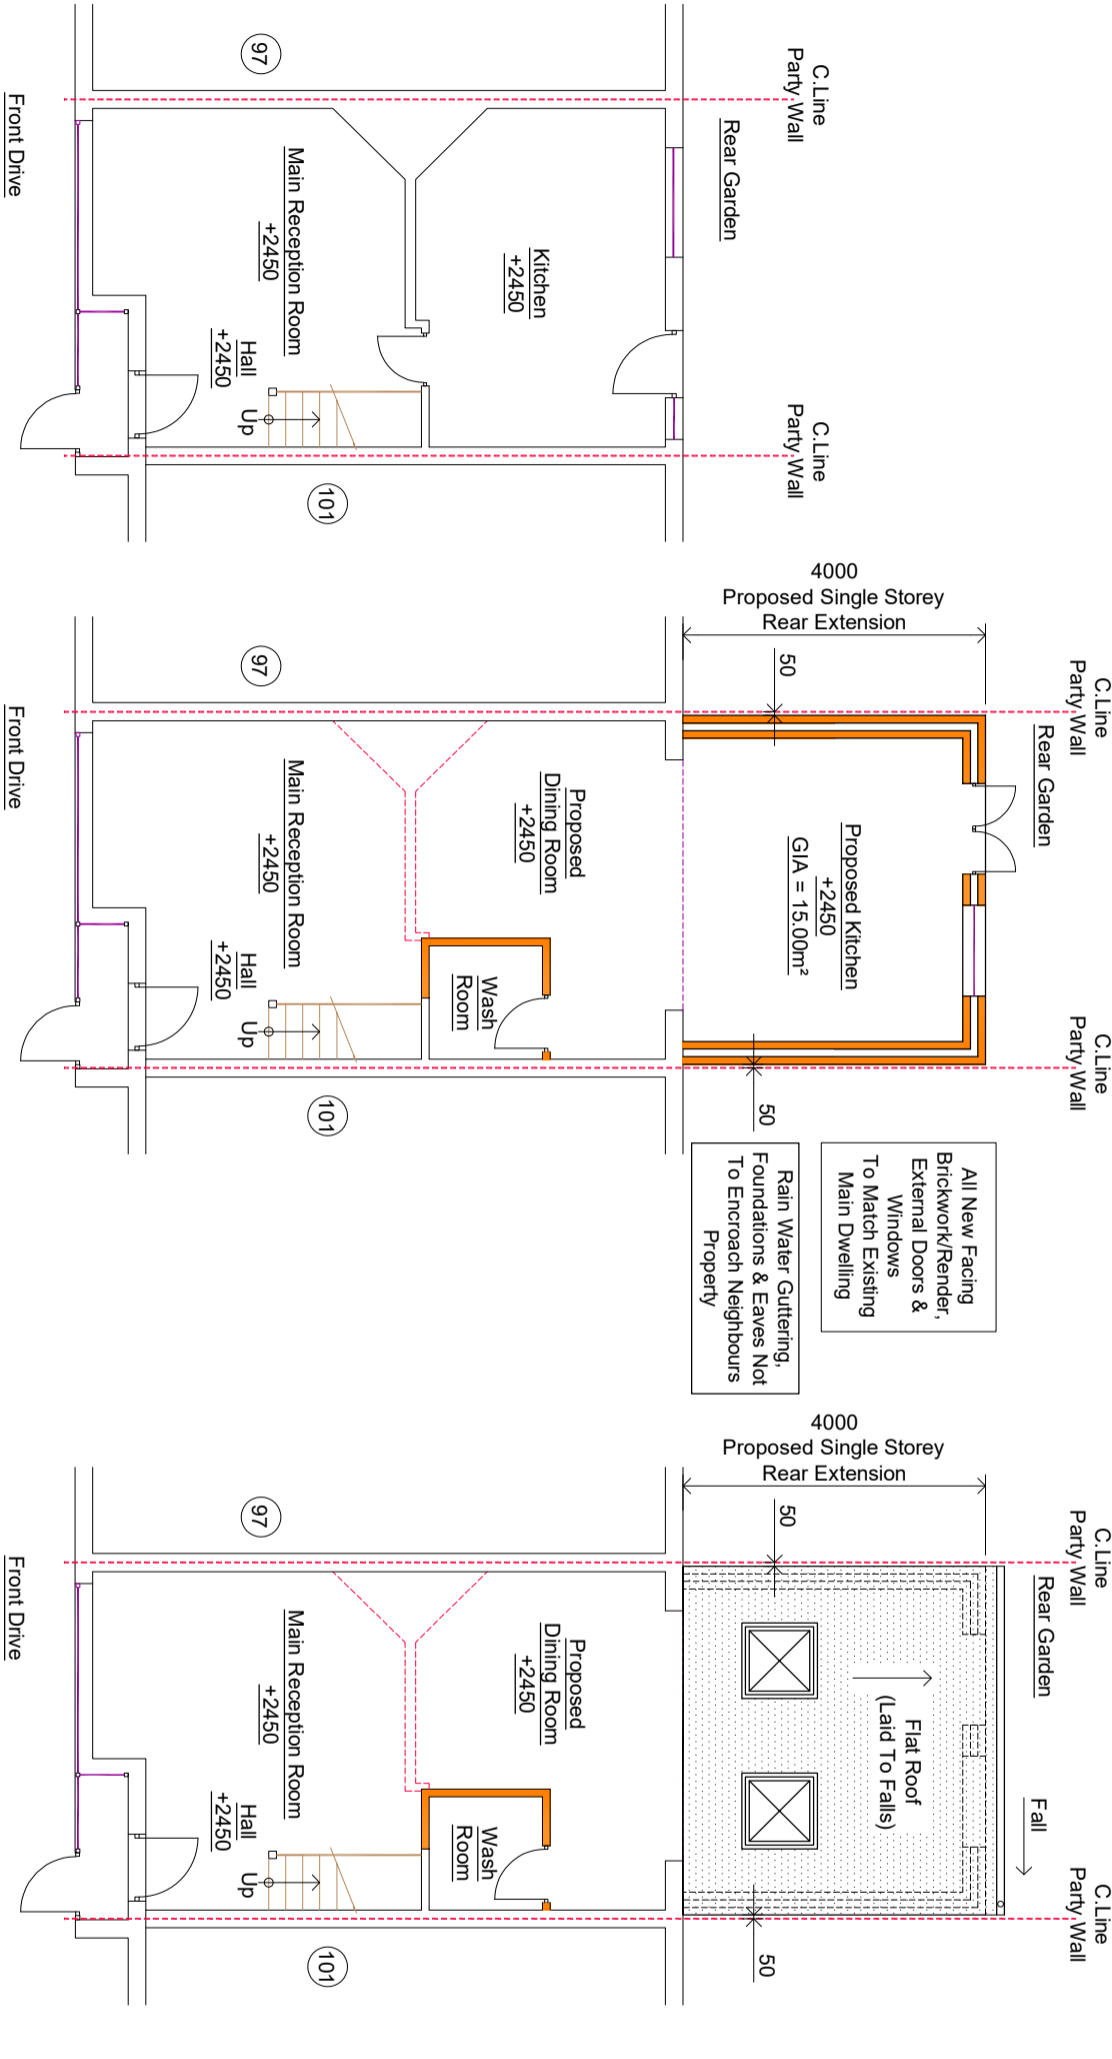 C.Line
Party Wall
Rear Garden
97
Kitchen
+2450
Main Reception Room
+2450
Hall
+2450
Up
Front Drive
C.Line
Party Wall
101
4000
Proposed Single Storey
Rear Extension
50
C.Line
Party Wall
Rear Garden
97
Proposed Kitchen
+2450
GIA = 15.00m²
Proposed
Dining Room
+2450
Main Reception Room
+2450
Wash
Room
Hall
+2450
Up
Front Drive
C.Line
Party Wall
50
101
All New Facing
Brickwork/Render,
External Doors &
Windows
To Match Existing
Main Dwelling
Rain Water Guttering,
Foundations & Eaves Not
To Encroach Neighbours
Property
4000
Proposed Single Storey
Rear Extension
50
C.Line
Party Wall
Rear Garden
97
Flat Roof
(Laid To Falls)
Fall
Proposed
Dining Room
+2450
Main Reception Room
+2450
Wash
Room
Hall
+2450
Up
Front Drive
C.Line
Party Wall
50
101